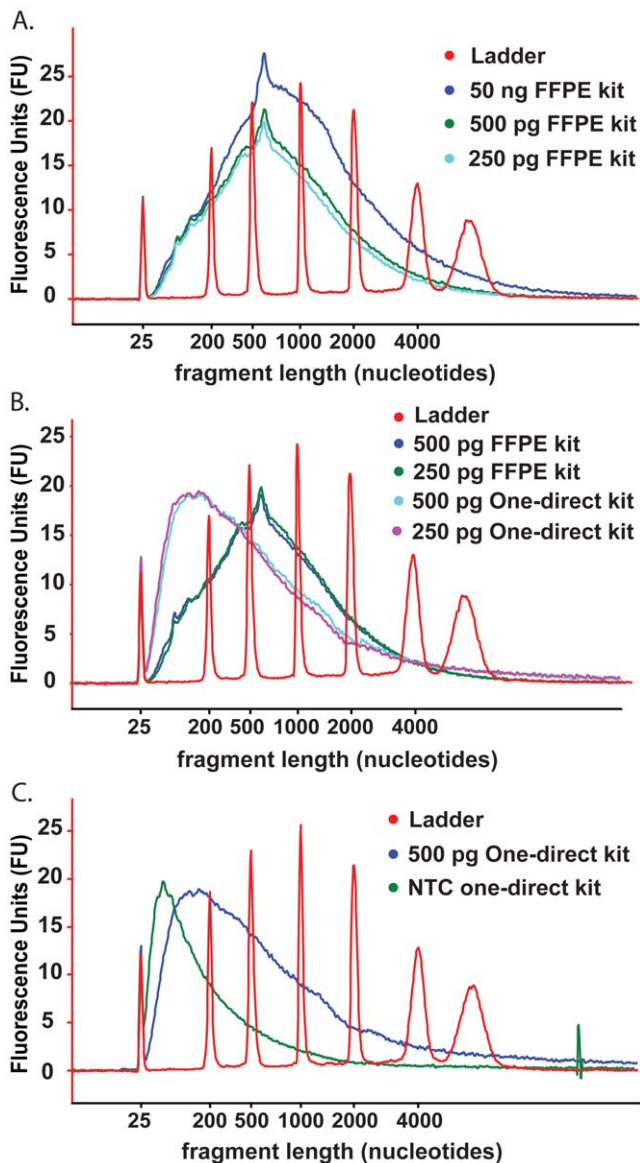 A.
Fluorescence Units (FU)
25
20
15
10
5
0
Ladder
50 ng FFPE kit
500 pg FFPE kit
250 pg FFPE kit
25 200 500 1000 2000 4000
fragment length (nucleotides)
B.
Fluorescence Units (FU)
25
20
15
10
5
0
Ladder
500 pg FFPE kit
250 pg FFPE kit
500 pg One-direct kit
250 pg One-direct kit
25 200 500 1000 2000 4000
fragment length (nucleotides)
C.
Fluorescence Units (FU)
25
20
15
10
5
0
Ladder
500 pg One-direct kit
NTC one-direct kit
25 200 500 1000 2000 4000
fragment length (nucleotides)